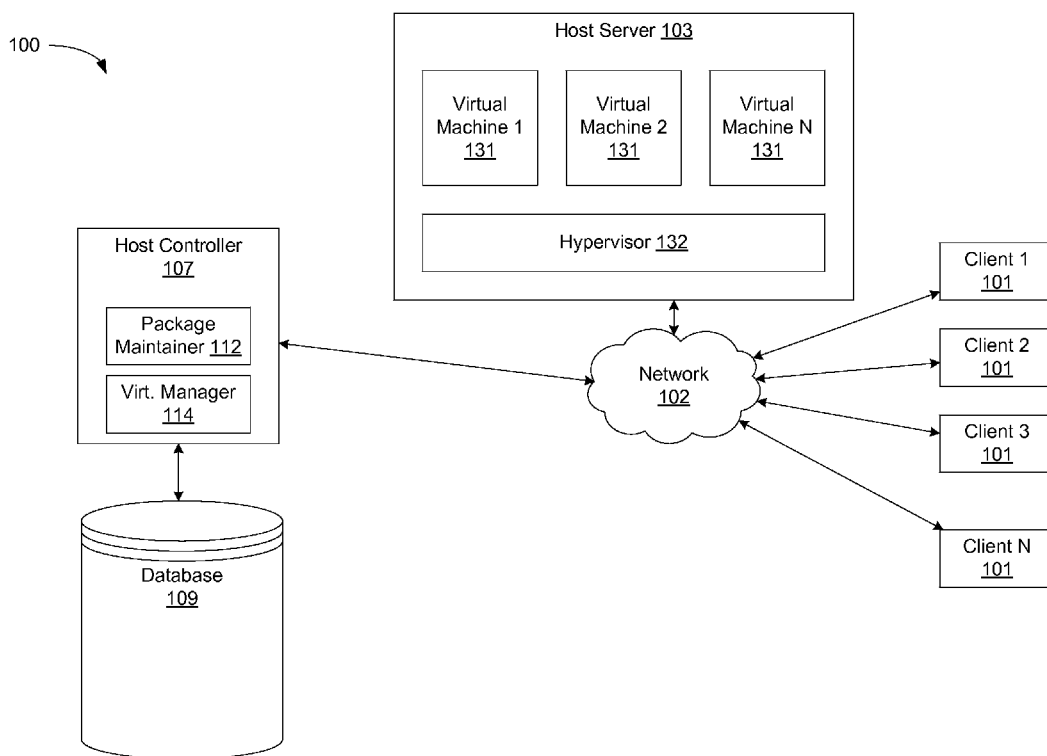 100
Host Server 103
Virtual
Machine 1
131
Virtual
Machine 2
131
Virtual
Machine N
131
Hypervisor 132
Host Controller
107
Package
Maintainer 112
Virt. Manager
114
Database
109
Network
102
Client 1
101
Client 2
101
Client 3
101
Client N
101